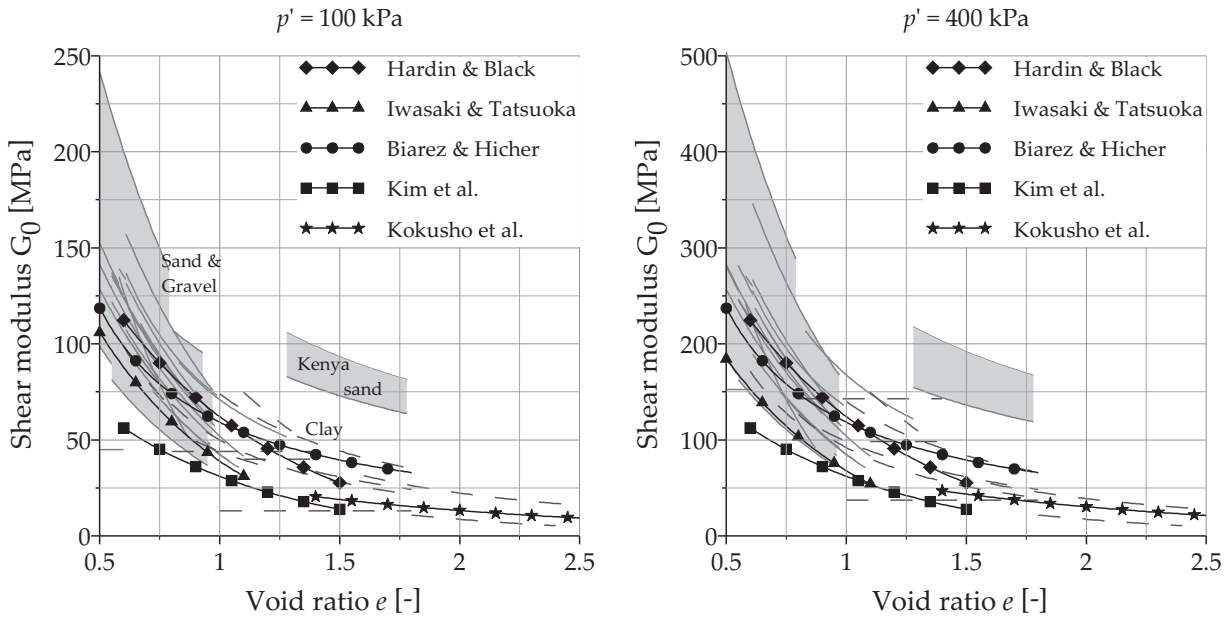 p' = 100 kPa
250
200
150
100
50
0
0.5
1
1.5
2
2.5
Shear modulus G0 [MPa]
Void ratio e [-]
Hardin & Black
Iwasaki & Tatsuoka
Biarez & Hicher
Kim et al.
Kokusho et al.
Sand &
Gravel
Kenya
sand
Clay
p' = 400 kPa
500
400
300
200
100
0
0.5
1
1.5
2
2.5
Shear modulus G0 [MPa]
Void ratio e [-]
Hardin & Black
Iwasaki & Tatsuoka
Biarez & Hicher
Kim et al.
Kokusho et al.